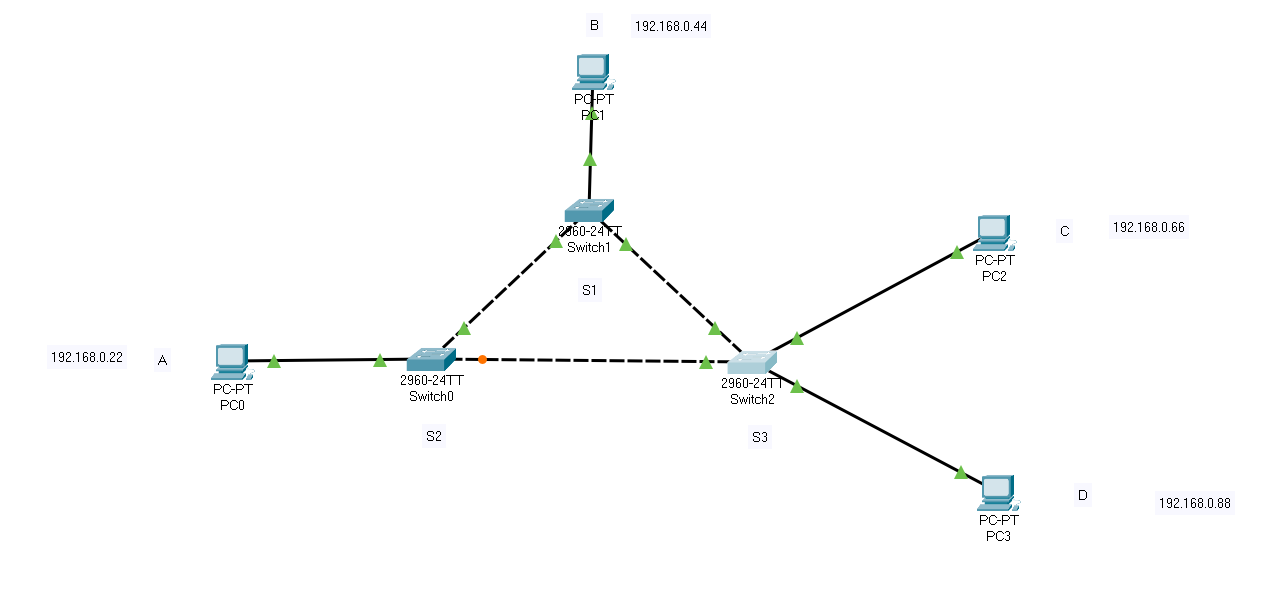 B 192.168.0.44
PC-PT
PC1
2960-24TT
Switch1
S1
C 192.168.0.66
PC-PT
PC2
192.168.0.22 A
PC-PT
PC0
2960-24TT
Switch0
S2
2960-24TT
Switch2
S3
D 192.168.0.88
PC-PT
PC3